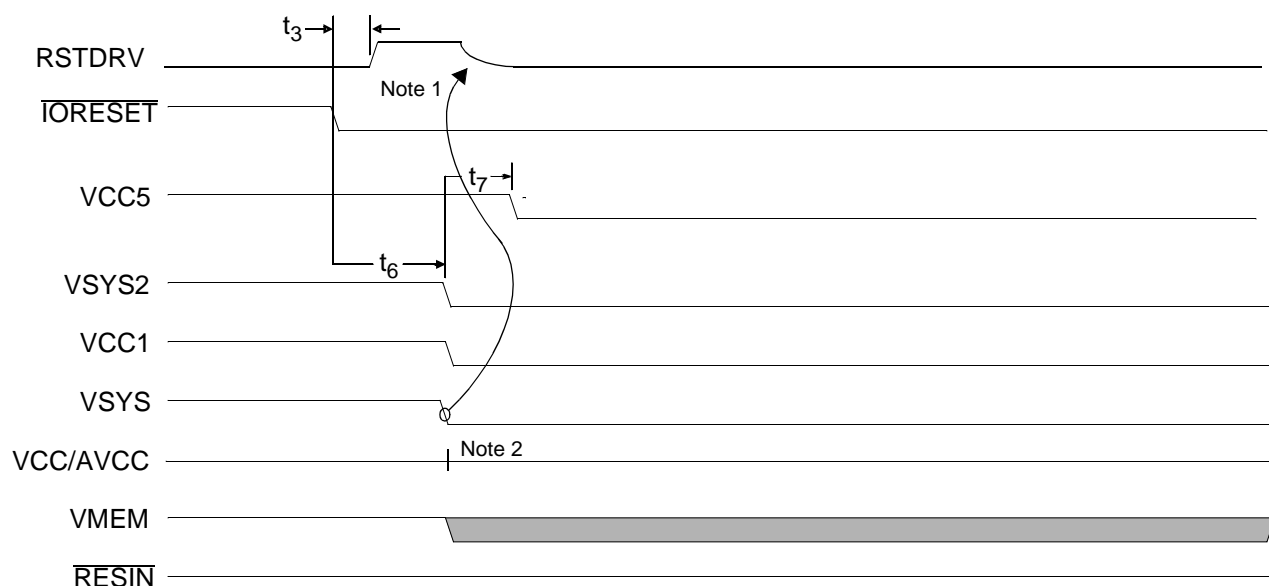 t3
RSTDRV
Note 1
IORESET
t7
VCC5
t6
VSYS2
VCC1
VSYS
Note 2
VCC/AVCC
VMEM
RESIN